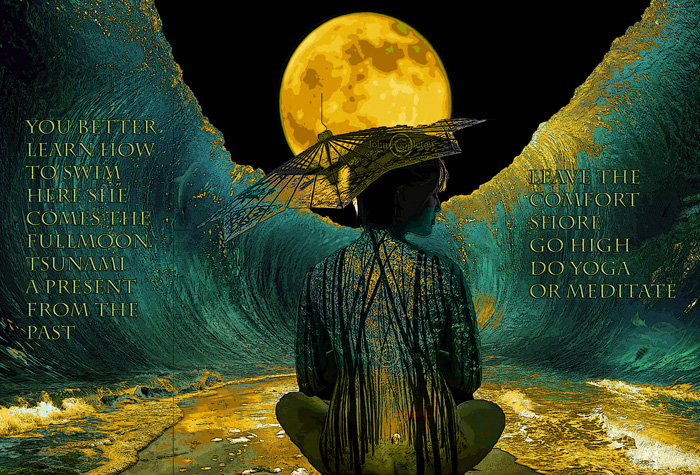 YOU BETTER
LEARN HOW
TO SWIM
HERE SHE
COMES THE
FULLMOON
TSUNAMI
A PRESENT
FROM THE
PAST
LEAVE THE
COMFORT
SHORE
GO HIGH
DO YOGA
OR MEDITATE